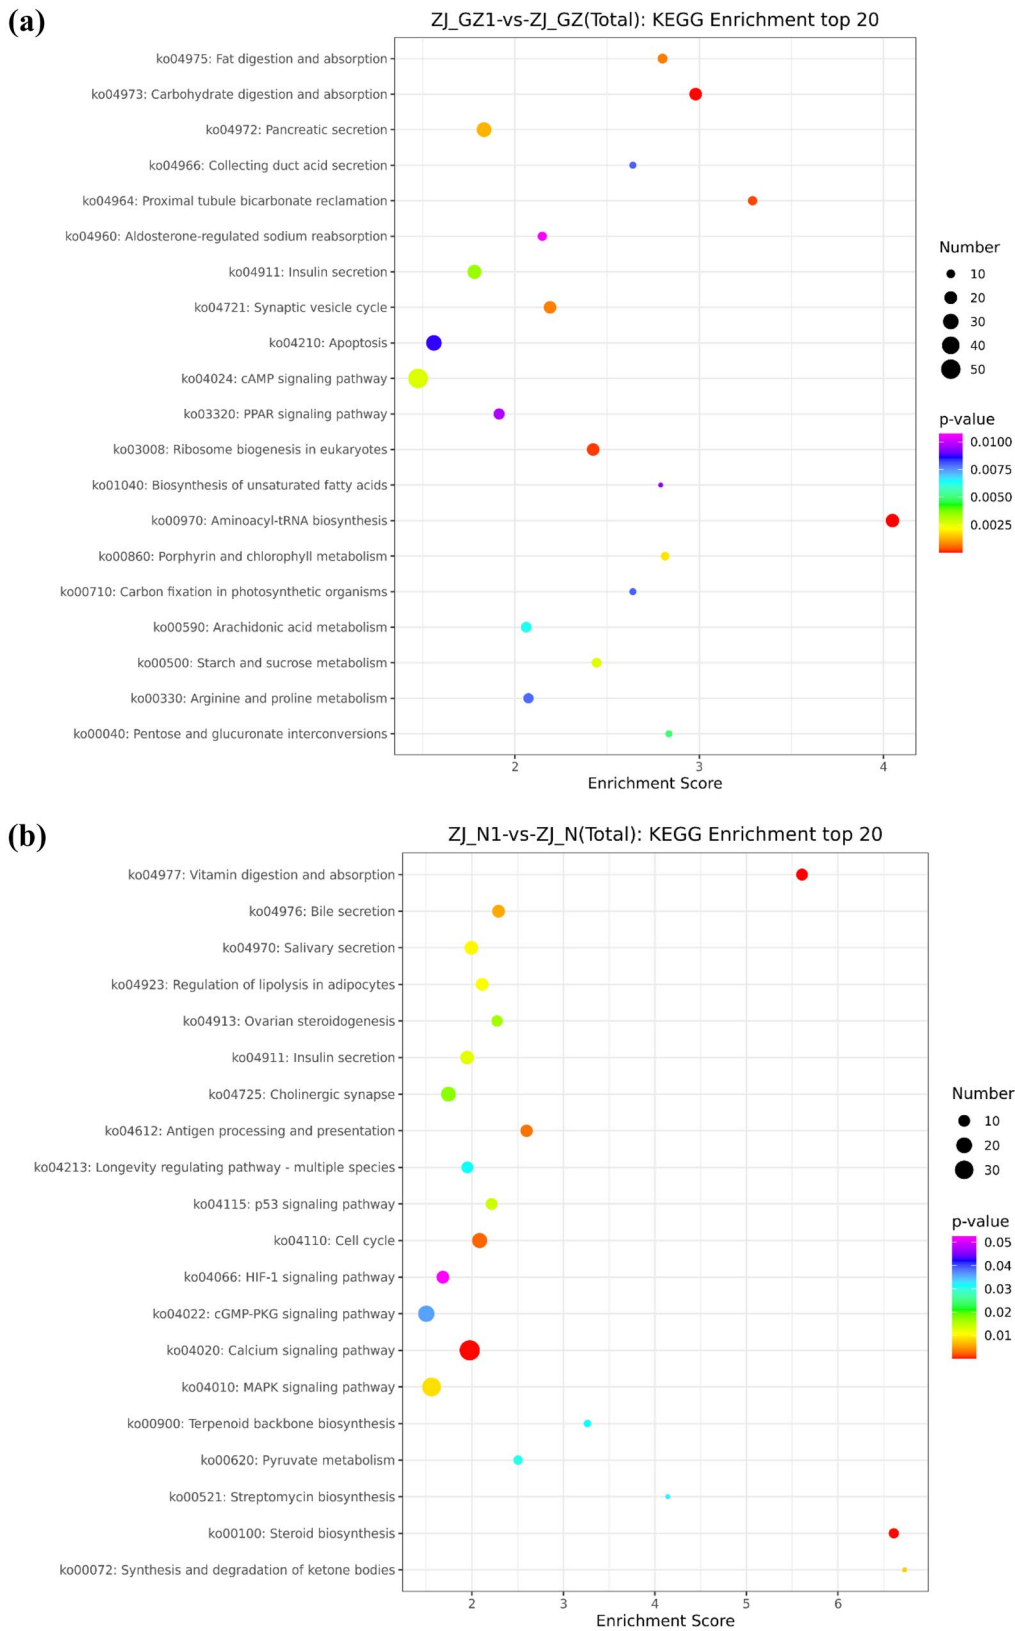 (a)
ZJ_GZ1-vs-ZJ_GZ(Total): KEGG Enrichment top 20
ko04975: Fat digestion and absorption
ko04973: Carbohydrate digestion and absorption
ko04972: Pancreatic secretion
ko04966: Collecting duct acid secretion
ko04964: Proximal tubule bicarbonate reclamation
ko04960: Aldosterone-regulated sodium reabsorption
ko04911: Insulin secretion
ko04721: Synaptic vesicle cycle
ko04210: Apoptosis
ko04024: cAMP signaling pathway
ko03320: PPAR signaling pathway
ko03008: Ribosome biogenesis in eukaryotes
ko01040: Biosynthesis of unsaturated fatty acids
ko00970: Aminoacyl-tRNA biosynthesis
ko00860: Porphyrin and chlorophyll metabolism
ko00710: Carbon fixation in photosynthetic organisms
ko00590: Arachidonic acid metabolism
ko00500: Starch and sucrose metabolism
ko00330: Arginine and proline metabolism
ko00040: Pentose and glucuronate interconversions
2 3 4
Enrichment Score
Number
10
20
30
40
50
p-value
0.0100
0.0075
0.0050
0.0025
(b)
ZJ_N1-vs-ZJ_N(Total): KEGG Enrichment top 20
ko04977: Vitamin digestion and absorption
ko04976: Bile secretion
ko04970: Salivary secretion
ko04923: Regulation of lipolysis in adipocytes
ko04913: Ovarian steroidogenesis
ko04911: Insulin secretion
ko04725: Cholinergic synapse
ko04612: Antigen processing and presentation
ko04213: Longevity regulating pathway - multiple species
ko04115: p53 signaling pathway
ko04110: Cell cycle
ko04066: HIF-1 signaling pathway
ko04022: cGMP-PKG signaling pathway
ko04020: Calcium signaling pathway
ko04010: MAPK signaling pathway
ko00900: Terpenoid backbone biosynthesis
ko00620: Pyruvate metabolism
ko00521: Streptomycin biosynthesis
ko00100: Steroid biosynthesis
ko00072: Synthesis and degradation of ketone bodies
2 3 4 5 6
Enrichment Score
Number
10
20
30
p-value
0.05
0.04
0.03
0.02
0.01